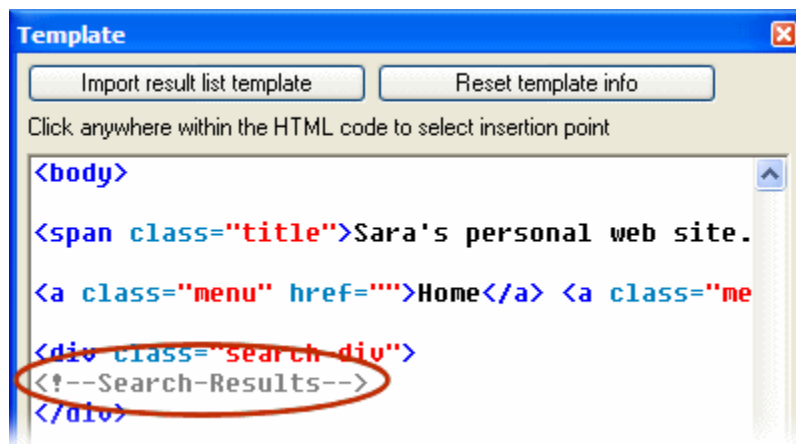 Template
Import result list template
Reset template info
Click anywhere within the HTML code to select insertion point
<body>
<span class="title">Sara's personal web site.
<a class="menu" href="">Home</a> <a class="me
<div class="search-div">
<!--Search-Results-->
</div>